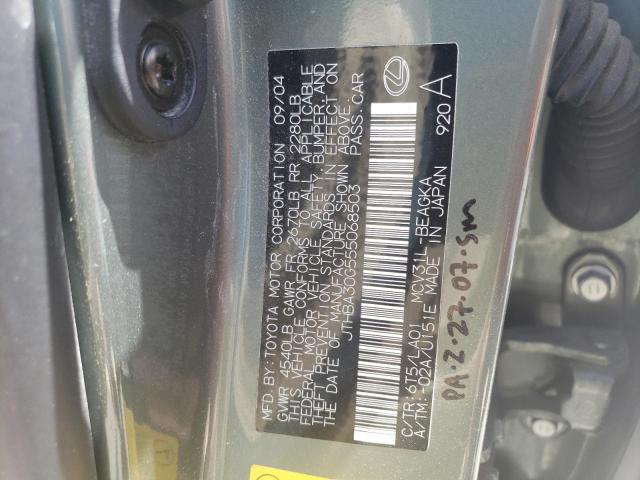 MFD. BY TOYOTA MOTOR CORPORATION 09/04
GVWR 4540LB GAWR FR 2670LB RR 2280LB
THIS VEHICLE CONFORMS TO ALL APPLICABLE
FEDERAL MOTOR VEHICLE SAFETY, BUMPER, AND
THEFT PREVENTION STANDARDS IN EFFECT ON
THE DATE OF MANUFACTURE SHOWN ABOVE.
JTHBA30G555068503 PASS. CAR
C/TR: 6T5/LA01 MCV31L-BEAGKA
A/TM: -02A/U151E MADE IN JAPAN 920 A
PA·2·27·07·SM